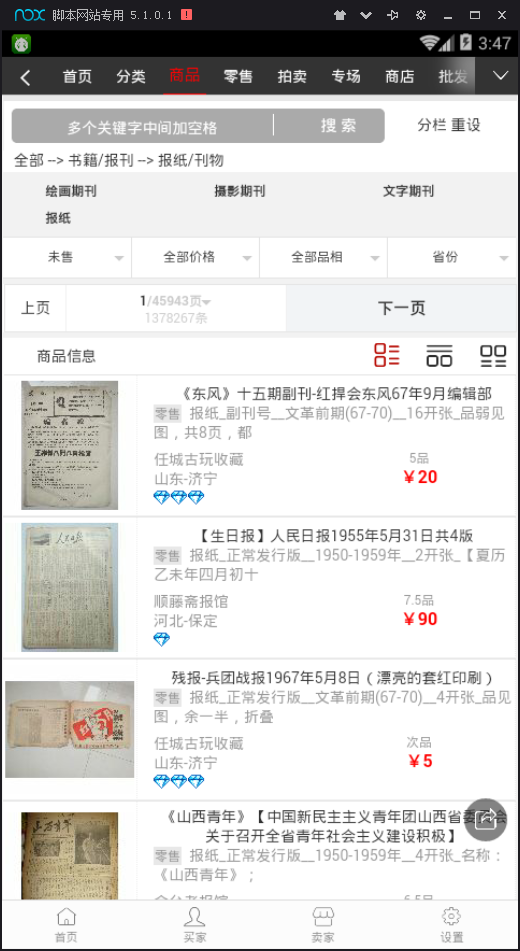 nox 脚本网站专用 5.1.0.1
3:47
首页 分类 商品 零售 拍卖 专场 商店 批发
多个关键字中间加空格 搜 索 分栏 重设
全部 --> 书籍/报刊 --> 报纸/刊物
绘画期刊 摄影期刊 文字期刊
报纸
未售 全部价格 全部品相 省份
上页 1/45943页 下一页
1378267条
商品信息
《东风》十五期副刊-红捍会东风67年9月编辑部
零售 报纸_副刊号__文革前期(67-70)__16开张_品弱见
图，共8页，都
任城古玩收藏 5品
山东-济宁 ￥20
【生日报】人民日报1955年5月31日共4版
零售 报纸_正常发行版__1950-1959年__2开张_【夏历
乙未年四月初十
顺藤斋报馆 7.5品
河北-保定 ￥90
残报-兵团战报1967年5月8日（漂亮的套红印刷）
零售 报纸_正常发行版__文革前期(67-70)__4开张_品见
图，余一半，折叠
任城古玩收藏 次品
山东-济宁 ￥5
《山西青年》【中国新民主主义青年团山西省委员会
关于召开全省青年社会主义建设积极】
零售 报纸_正常发行版__1950-1959年__4开张_名称：
《山西青年》；
首页 买家 卖家 设置